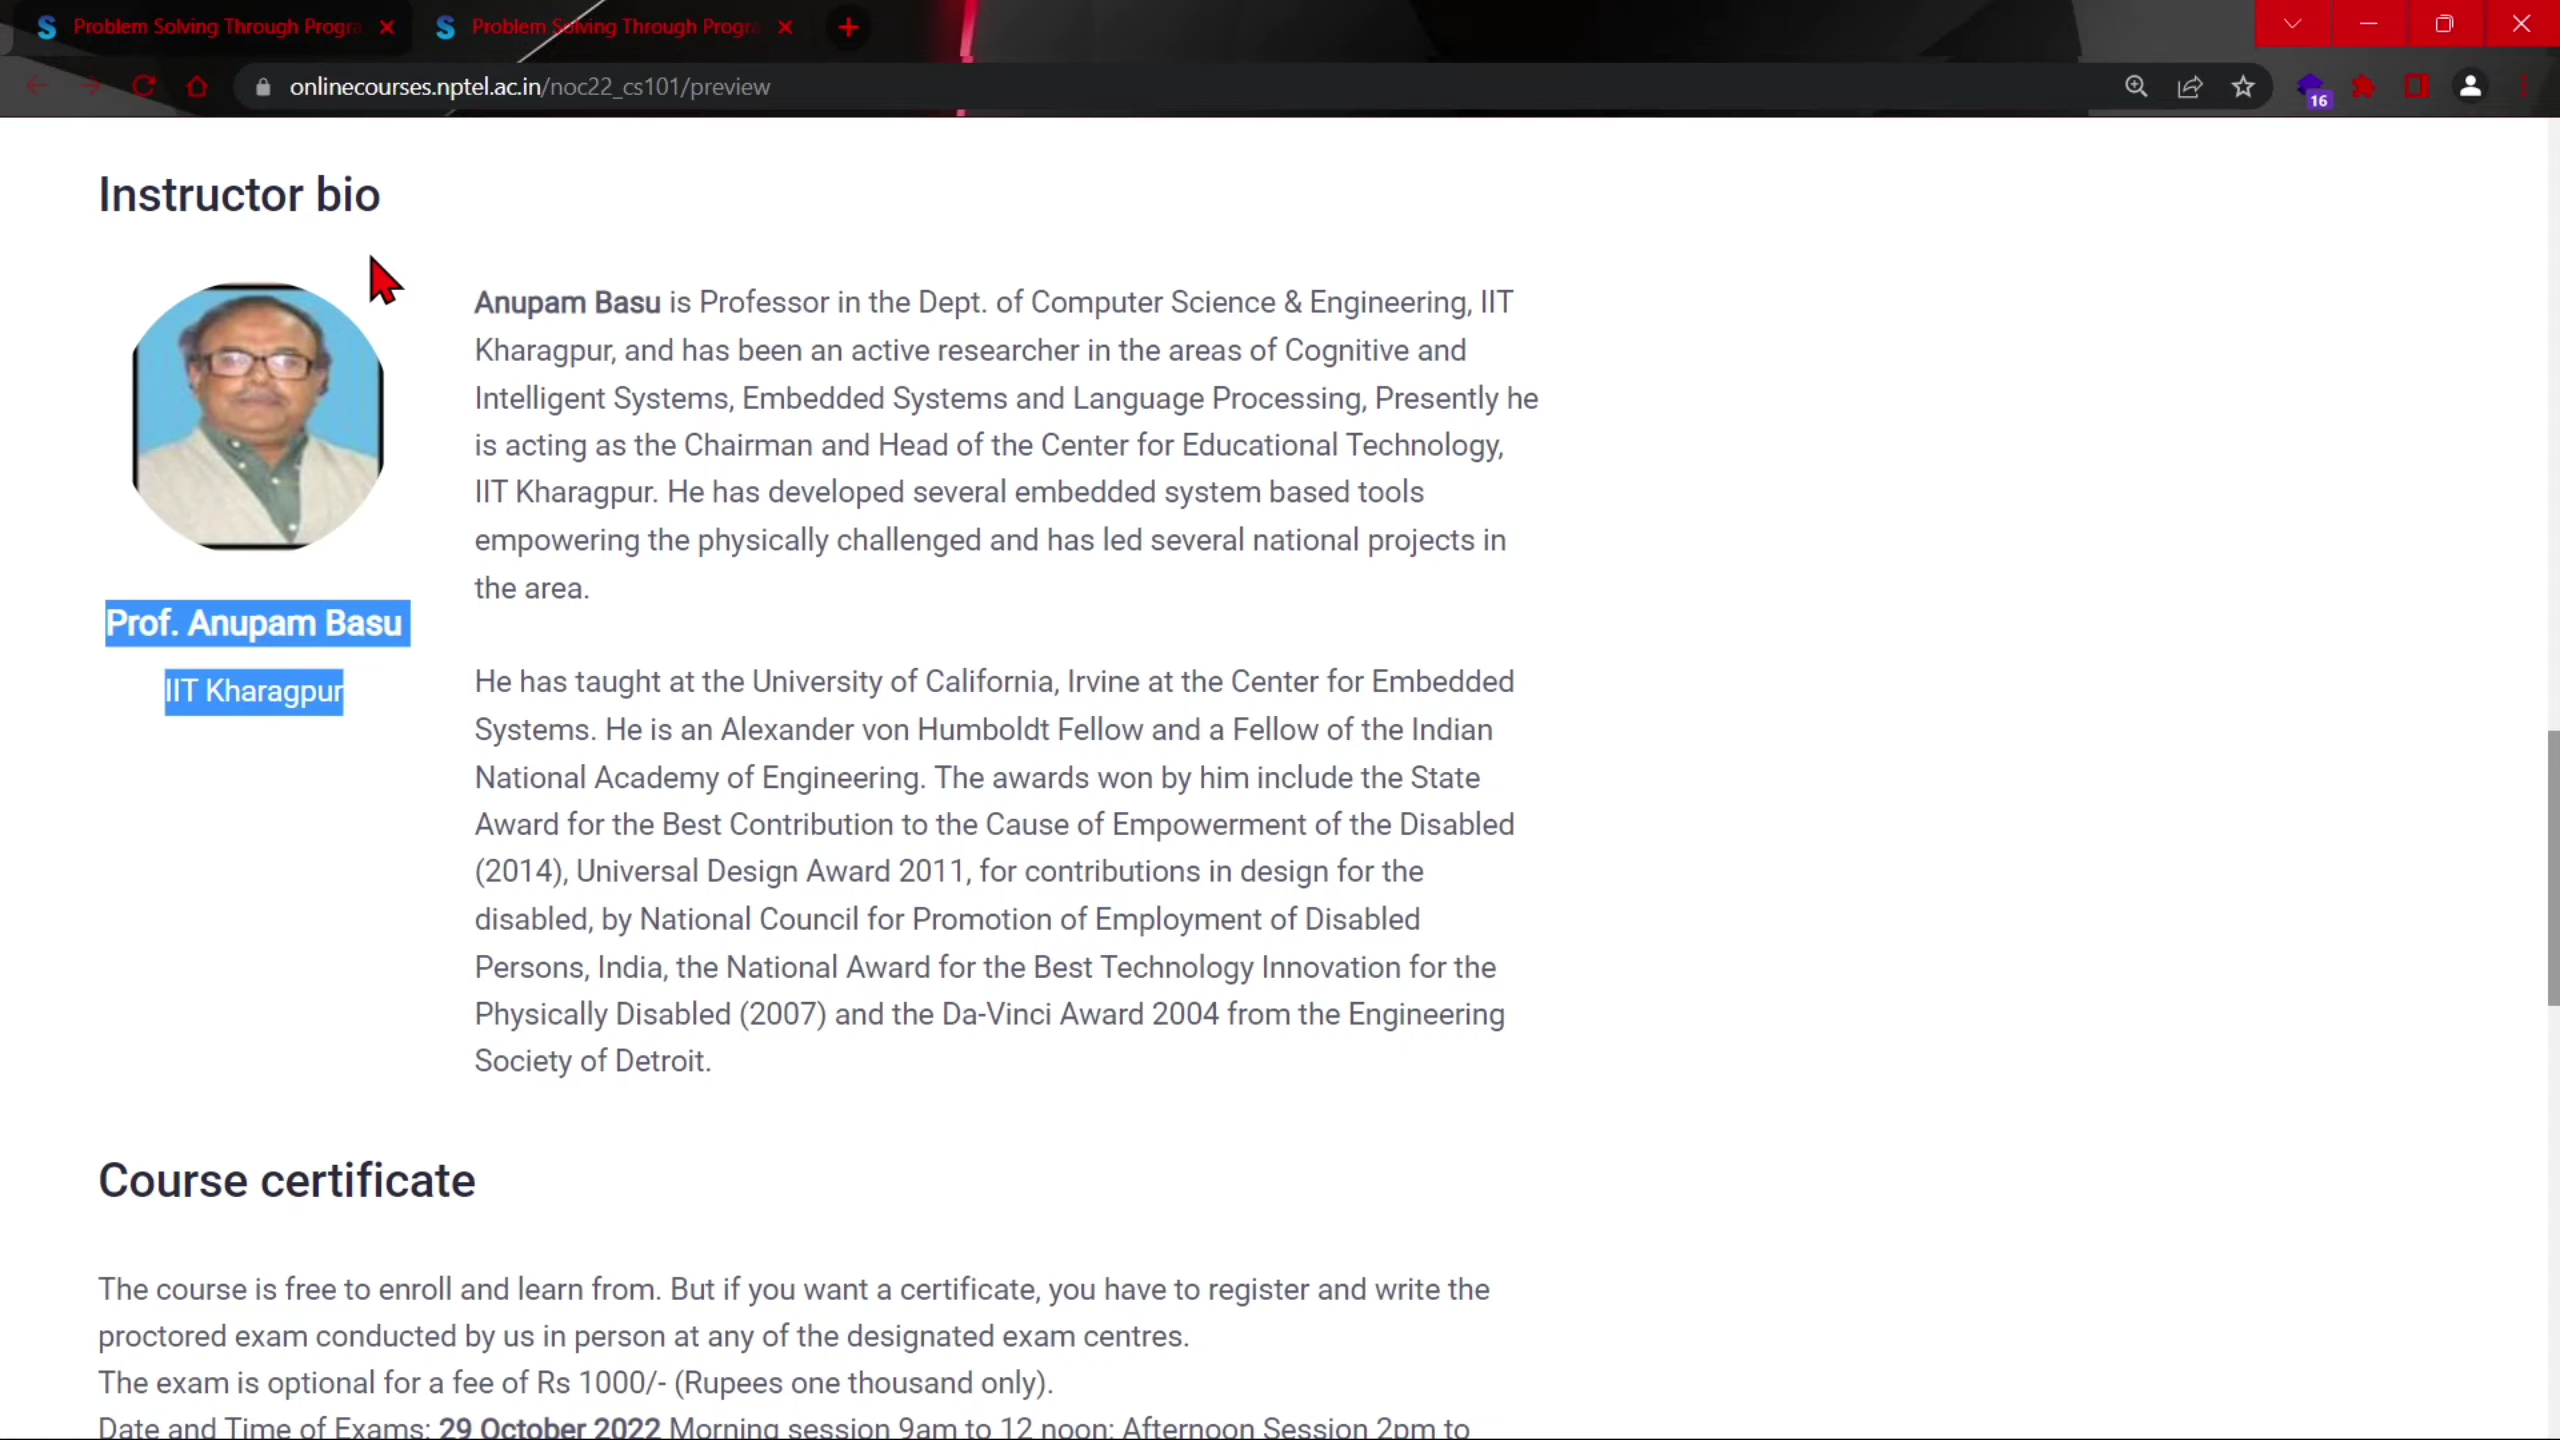 Problem Solving Through Progra
Problem Solving Through Progra
onlinecourses.nptel.ac.in/noc22_cs101/preview
16
Instructor bio
Anupam Basu is Professor in the Dept. of Computer Science & Engineering, IIT
Kharagpur, and has been an active researcher in the areas of Cognitive and
Intelligent Systems, Embedded Systems and Language Processing, Presently he
is acting as the Chairman and Head of the Center for Educational Technology,
IIT Kharagpur. He has developed several embedded system based tools
empowering the physically challenged and has led several national projects in
the area.
Prof. Anupam Basu
IIT Kharagpur
He has taught at the University of California, Irvine at the Center for Embedded
Systems. He is an Alexander von Humboldt Fellow and a Fellow of the Indian
National Academy of Engineering. The awards won by him include the State
Award for the Best Contribution to the Cause of Empowerment of the Disabled
(2014), Universal Design Award 2011, for contributions in design for the
disabled, by National Council for Promotion of Employment of Disabled
Persons, India, the National Award for the Best Technology Innovation for the
Physically Disabled (2007) and the Da-Vinci Award 2004 from the Engineering
Society of Detroit.
Course certificate
The course is free to enroll and learn from. But if you want a certificate, you have to register and write the
proctored exam conducted by us in person at any of the designated exam centres.
The exam is optional for a fee of Rs 1000/- (Rupees one thousand only).
Date and Time of Exams: 29 October 2022 Morning session 9am to 12 noon; Afternoon Session 2pm to